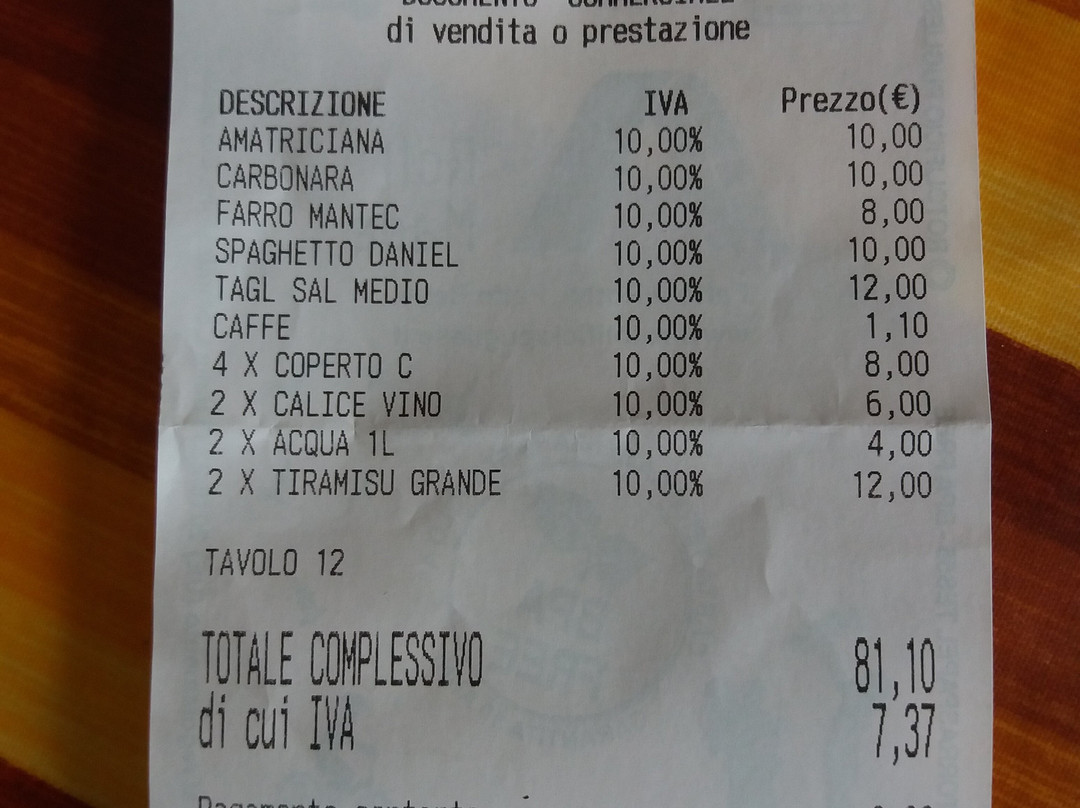 DOCUMENTO COMMERCIALE
di vendita o prestazione
DESCRIZIONE IVA Prezzo(€)
AMATRICIANA 10,00% 10,00
CARBONARA 10,00% 10,00
FARRO MANTEC 10,00% 8,00
SPAGHETTO DANIEL 10,00% 10,00
TAGL SAL MEDIO 10,00% 12,00
CAFFE 10,00% 1,10
4 X COPERTO C 10,00% 8,00
2 X CALICE VINO 10,00% 6,00
2 X ACQUA 1L 10,00% 4,00
2 X TIRAMISU GRANDE 10,00% 12,00
TAVOLO 12
TOTALE COMPLESSIVO 81,10
di cui IVA 7,37
Pagamento contante